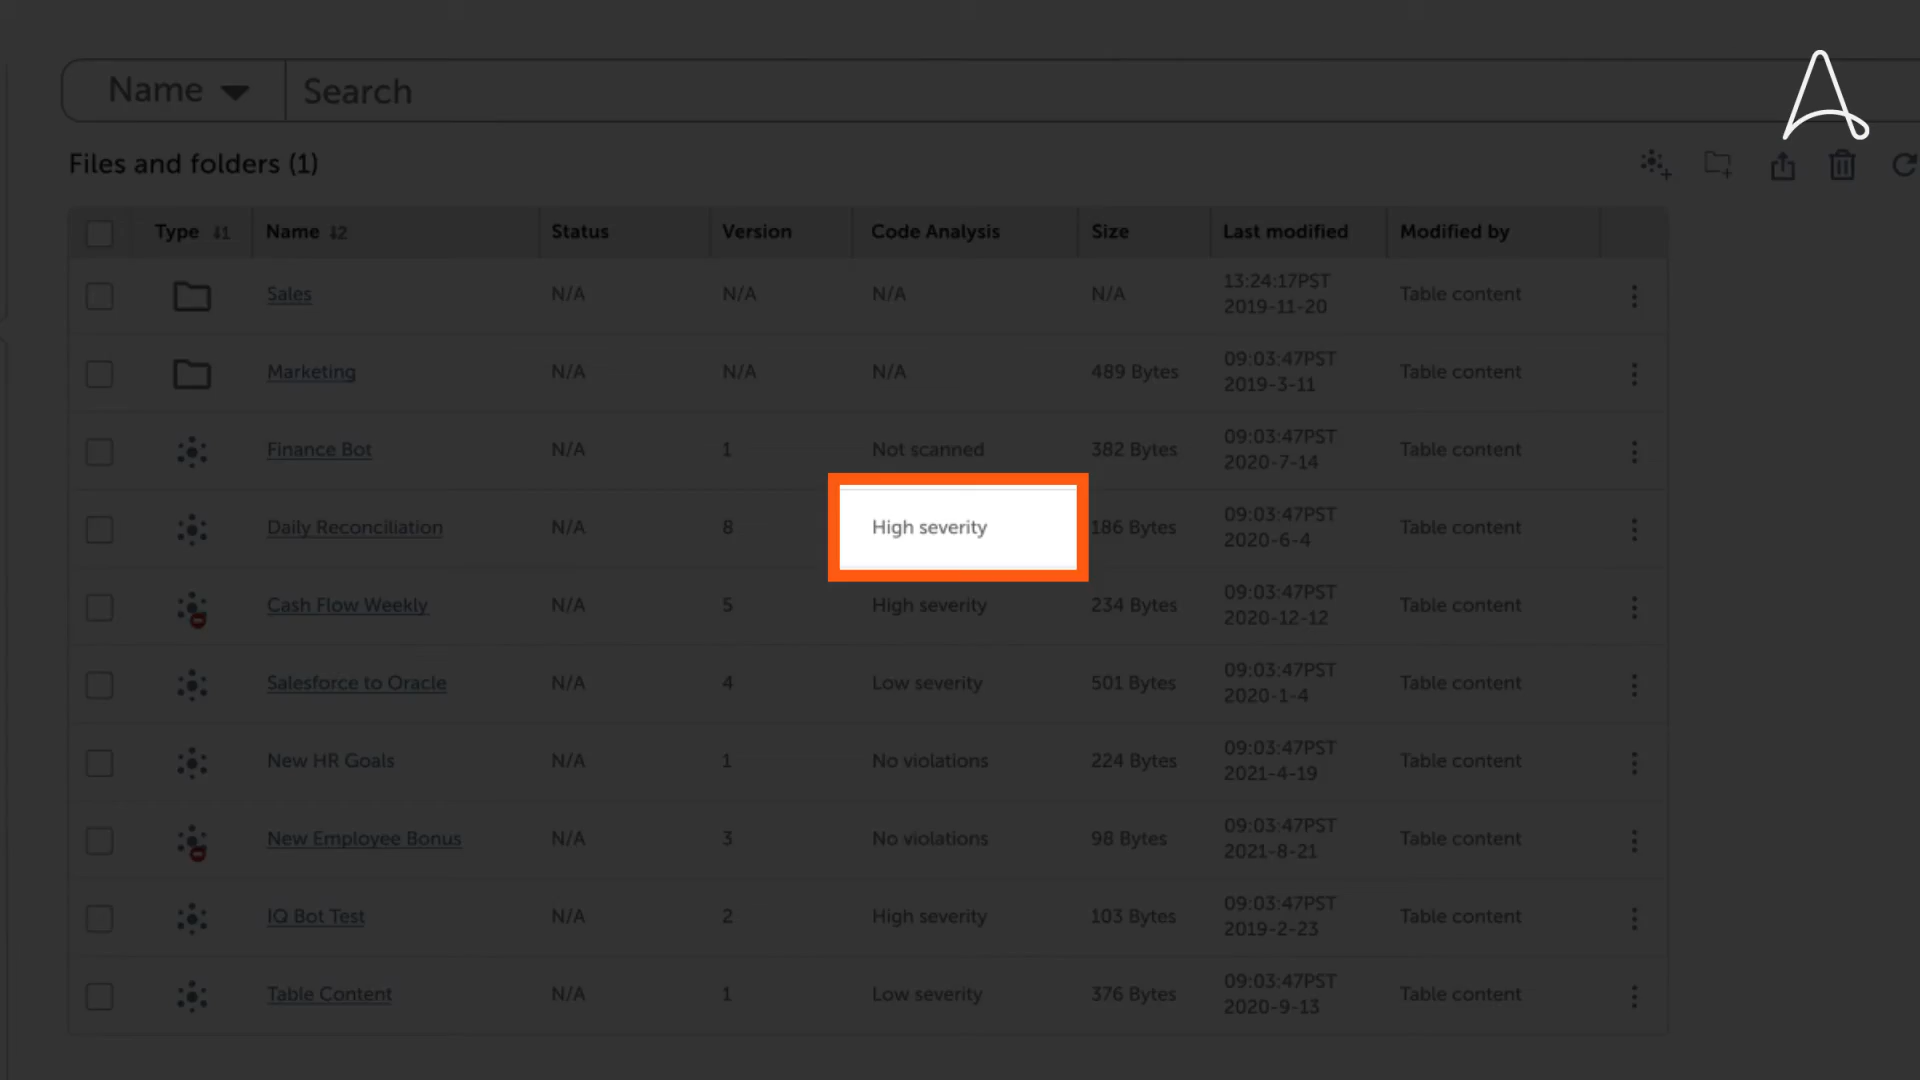 Name Search
Files and folders (1)
Type ↓1 Name ↓2 Status Version Code Analysis Size Last modified Modified by
Sales N/A N/A N/A N/A 13:24:17PST 2019-11-20 Table content
Marketing N/A N/A N/A 489 Bytes 09:03:47PST 2019-3-11 Table content
Finance Bot N/A 1 Not scanned 382 Bytes 09:03:47PST 2020-7-14 Table content
Daily Reconciliation N/A 8 High severity 186 Bytes 09:03:47PST 2020-6-4 Table content
Cash Flow Weekly N/A 5 High severity 234 Bytes 09:03:47PST 2020-12-12 Table content
Salesforce to Oracle N/A 4 Low severity 501 Bytes 09:03:47PST 2020-1-4 Table content
New HR Goals N/A 1 No violations 224 Bytes 09:03:47PST 2021-4-19 Table content
New Employee Bonus N/A 3 No violations 98 Bytes 09:03:47PST 2021-8-21 Table content
IQ Bot Test N/A 2 High severity 103 Bytes 09:03:47PST 2019-2-23 Table content
Table Content N/A 1 Low severity 376 Bytes 09:03:47PST 2020-9-13 Table content